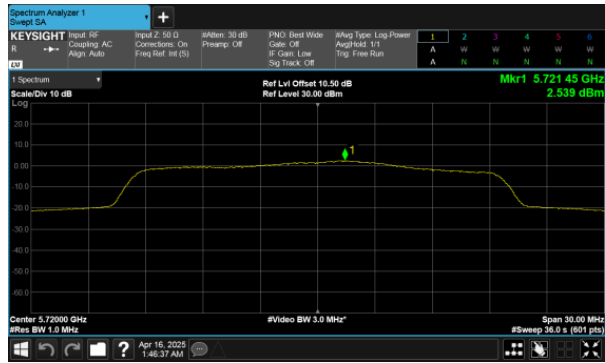 Spectrum Analyzer 1
Swept SA
+
KEYSIGHT Input: RF Input Z: 50 Ω #Atten: 30 dB PNO: Best Wide #Avg Type: Log-Power 1 2 3 4 5 6
R Coupling: AC Corrections: On Preamp: Off Gate: Off Avg|Hold: 1/1 A W W W W W
Align: Auto Freq Ref: Int (S) IF Gain: Low Trig: Free Run
LXI Sig Track: Off A N N N N N
1 Spectrum Ref Lvl Offset 10.50 dB Mkr1 5.721 45 GHz
Scale/Div 10 dB Ref Level 30.00 dBm 2.539 dBm
Log
20.0
10.0
1
0.00
-10.0
-20.0
-30.0
-40.0
-50.0
-60.0
Center 5.72000 GHz #Video BW 3.0 MHz* Span 30.00 MHz
#Res BW 1.0 MHz #Sweep 36.0 s (601 pts)
? Apr 16, 2025
1:46:37 AM